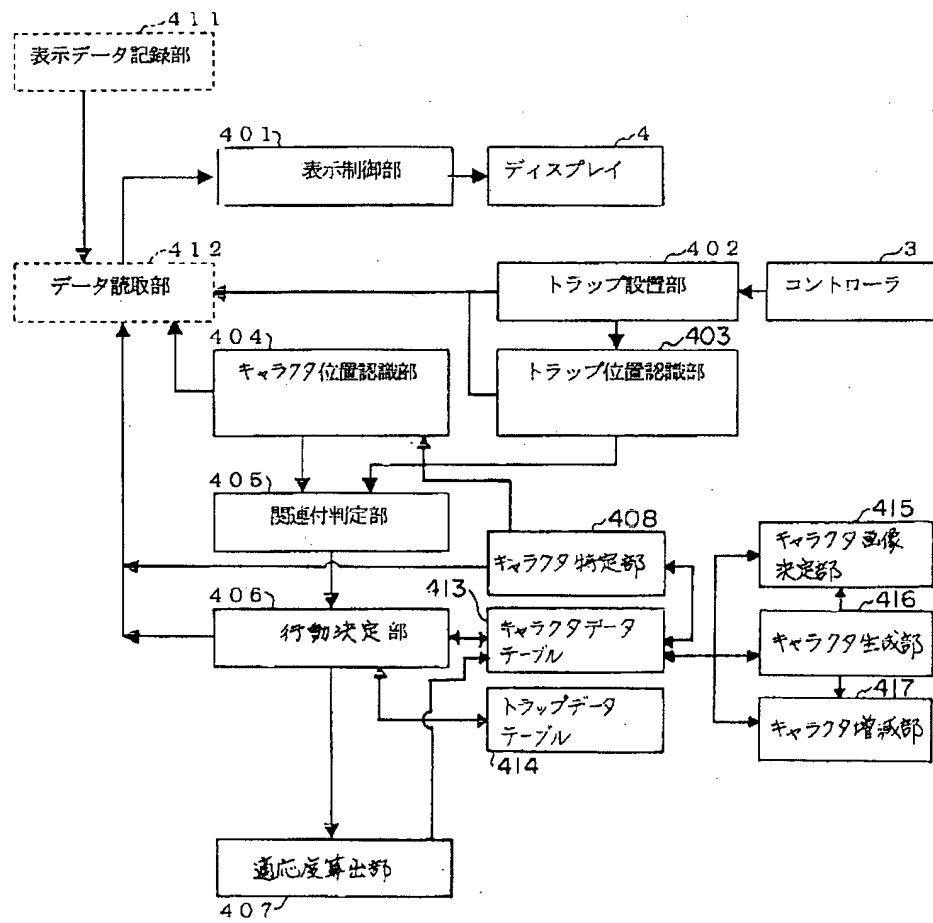 411
表示データ記録部
401
表示制御部
4
ディスプレイ
412
データ読取部
402
トラップ設置部
3
コントローラ
404
キャラクタ位置認識部
403
トラップ位置認識部
405
関連付判定部
408
キャラクタ特定部
415
キャラクタ画像
決定部
406
行動決定部
413
キャラクタデータ
テーブル
416
キャラクタ生成部
トラップデータ
テーブル
414
417
キャラクタ増減部
適応度算出部
407